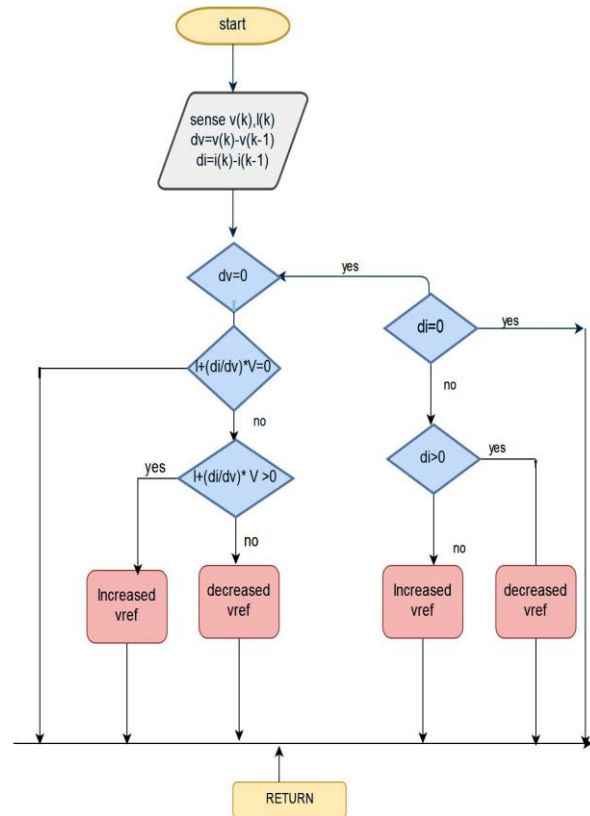 start
sense v(k),I(k)
dv=v(k)-v(k-1)
di=i(k)-i(k-1)
dv=0
yes
di=0
yes
I+(di/dv)*V=0
no
no
I+(di/dv)* V >0
yes
no
di>0
yes
no
Increased
vref
decreased
vref
Increased
vref
decreased
vref
RETURN